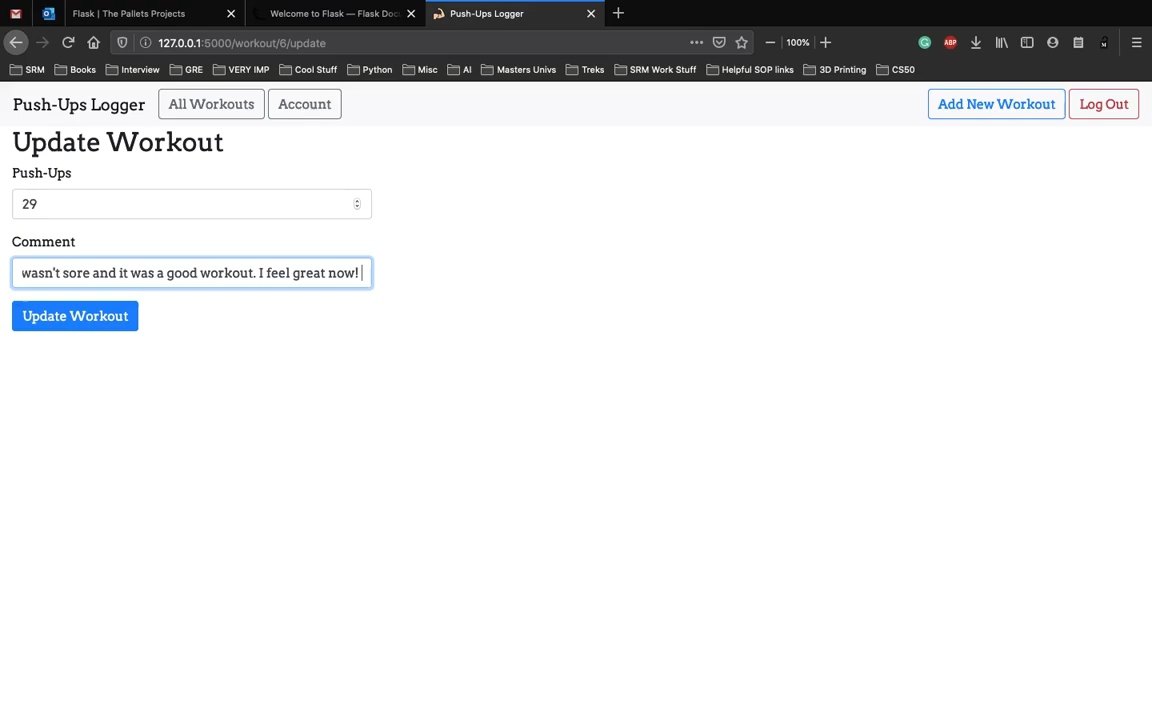 Flask | The Pallets Projects
Welcome to Flask — Flask Docu
Push-Ups Logger
127.0.0.1:5000/workout/6/update
100%
ABP
SRM
Books
Interview
GRE
VERY IMP
Cool Stuff
Python
Misc
AI
Masters Univs
Treks
SRM Work Stuff
Helpful SOP links
3D Printing
CS50
Push-Ups Logger
All Workouts
Account
Add New Workout
Log Out
Update Workout
Push-Ups
29
Comment
wasn't sore and it was a good workout. I feel great now!
Update Workout